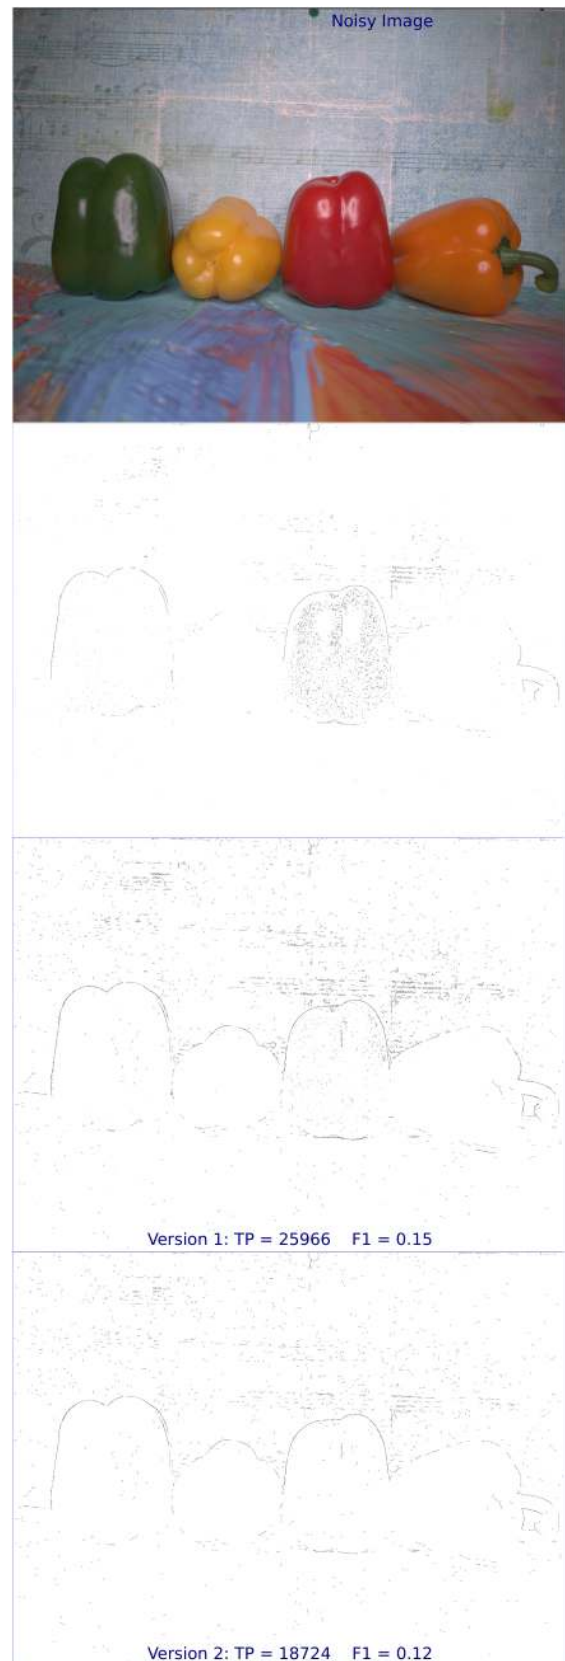 Noisy Image
Version 1: TP = 25966 F1 = 0.15
Version 2: TP = 18724 F1 = 0.12